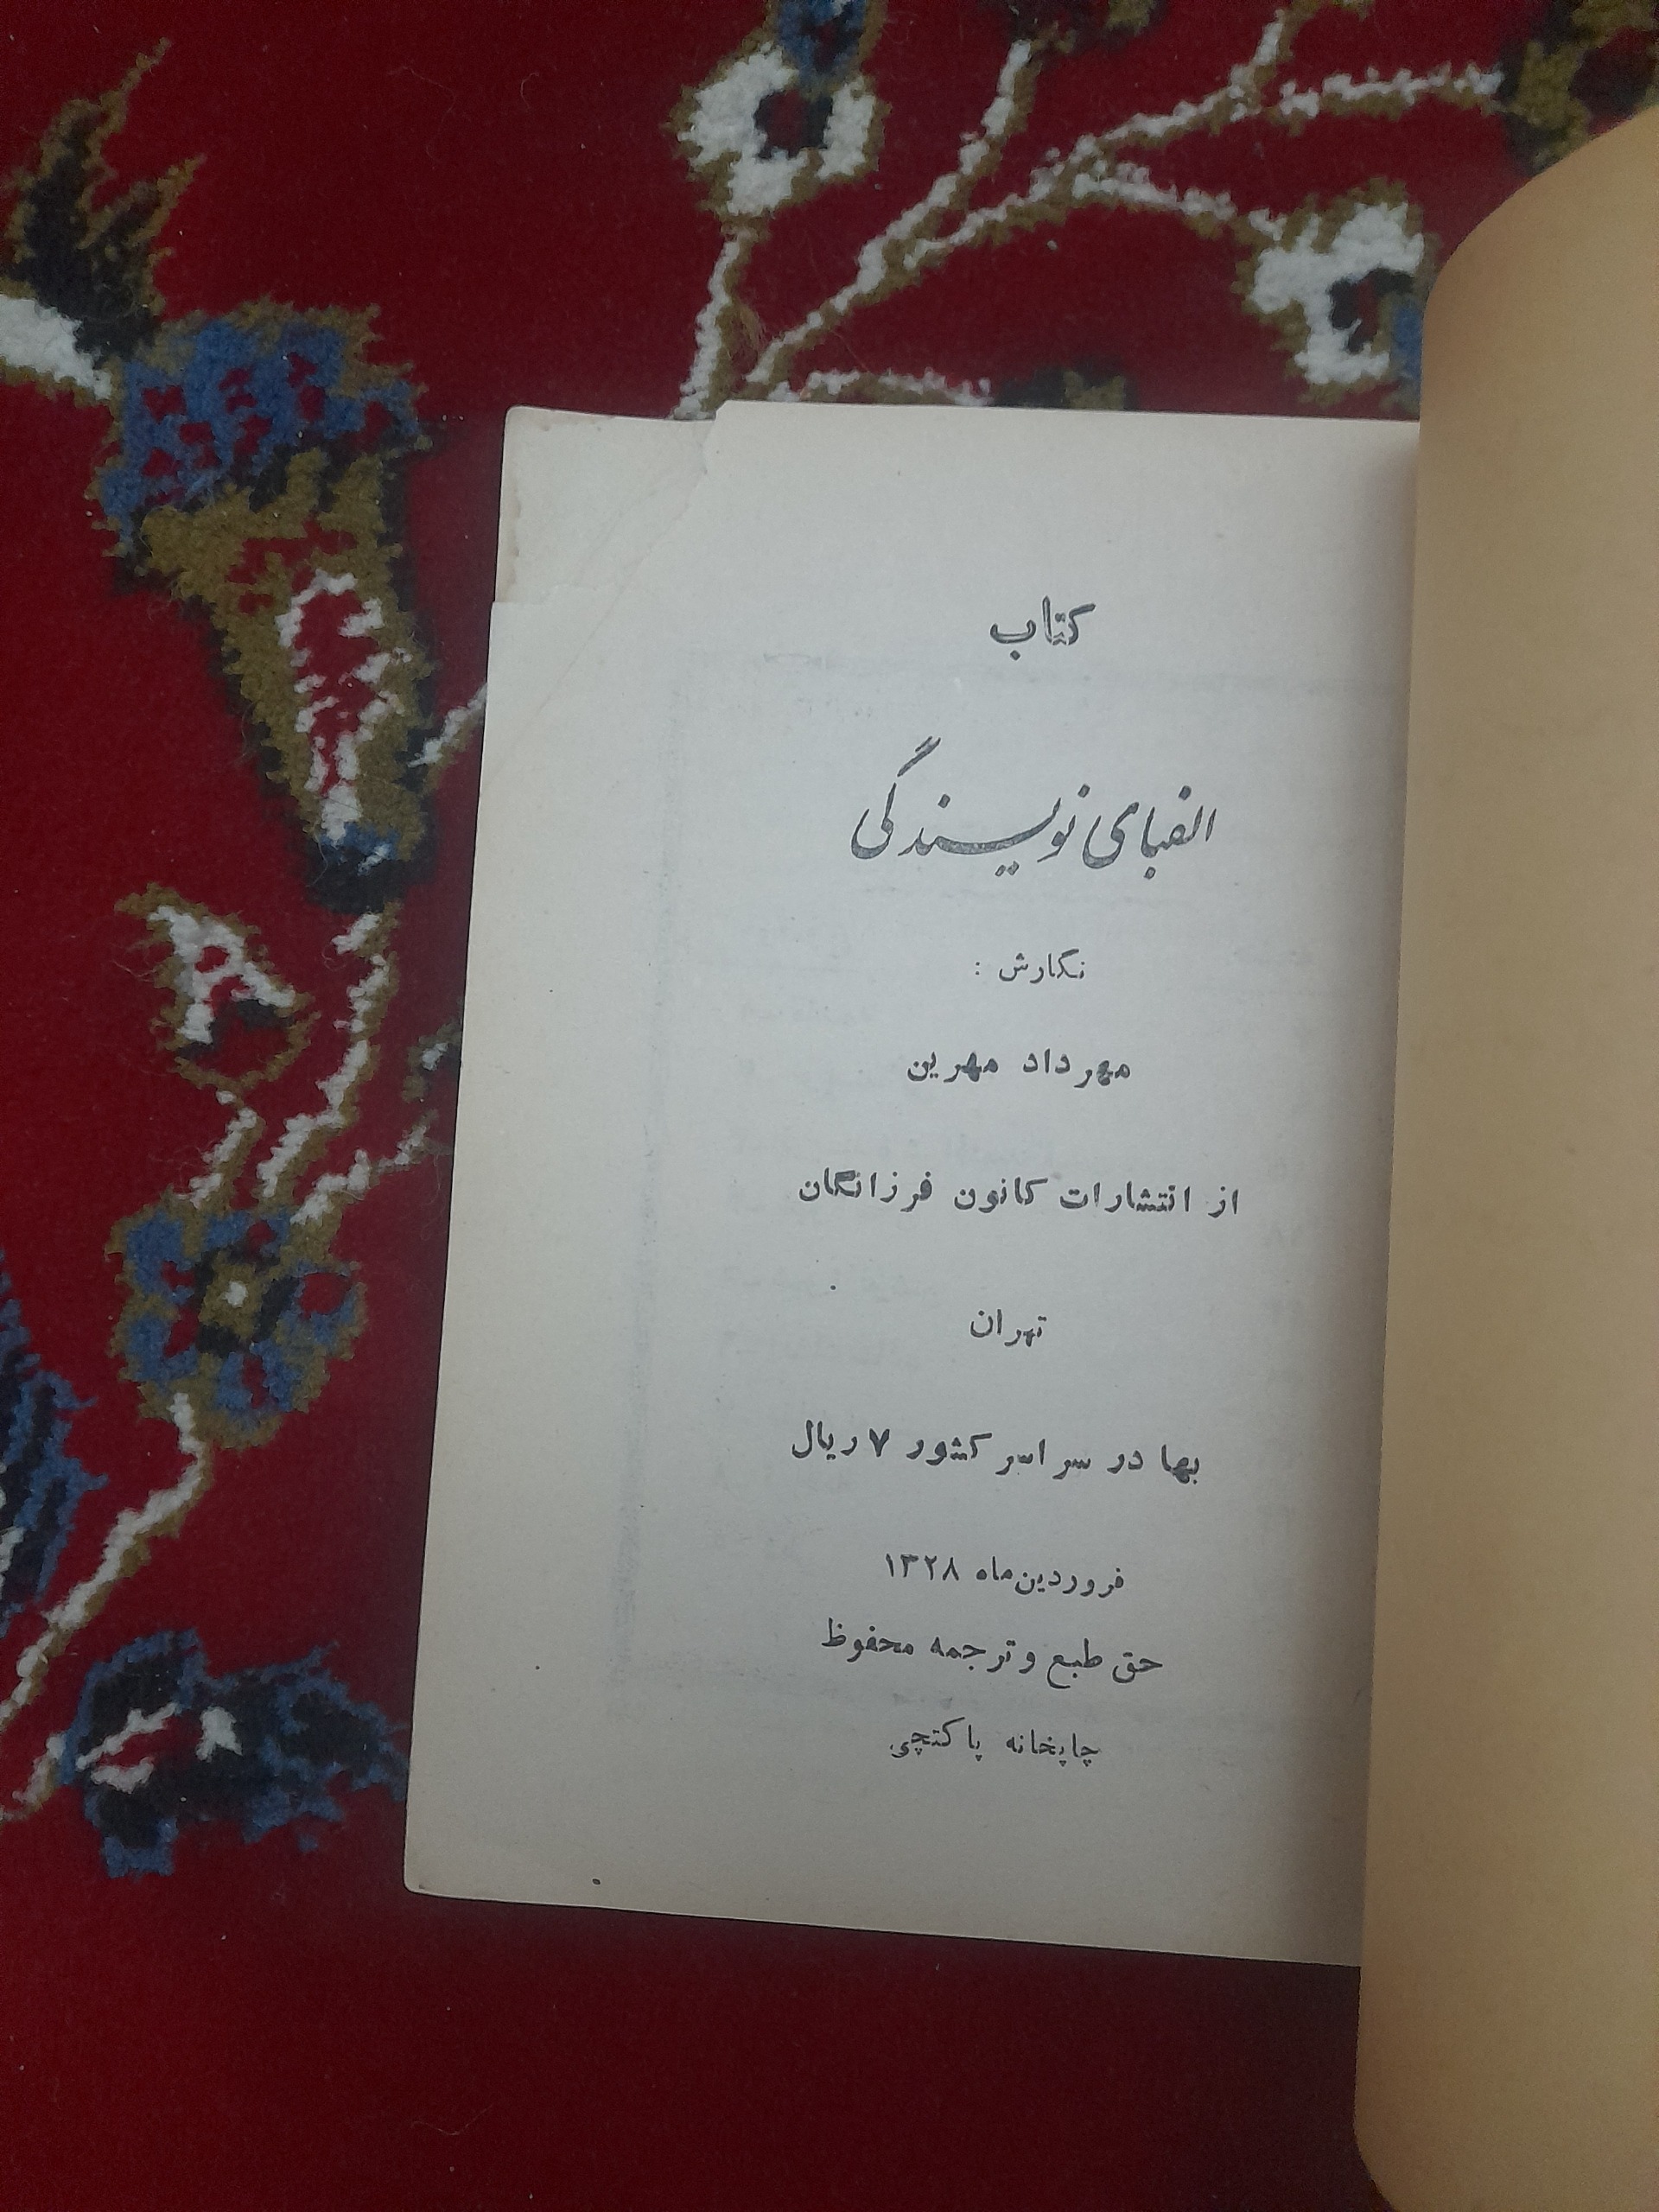 کتاب
الفبای نویسندگی
نگارش :
مهرداد مهرین
از انتشارات کانون فرزانگان
تهران
بها در سراسر کشور ۷ ریال
فروردین‌ماه ۱۳۲۸
حق طبع و ترجمه محفوظ
چاپخانه پاکتچی